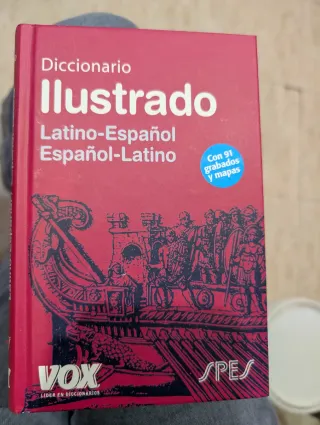 Diccionario
Ilustrado
Latino-Español
Español-Latino
Con 91
grabados
y mapas
VOX
LÍDER EN DICCIONARIOS
SPES